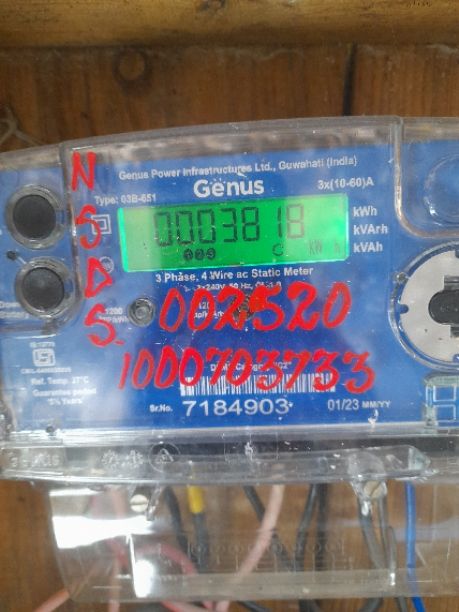 Genus Power Infrastructures Ltd., Guwahati (India)
N
Type: 03B-651
Genus
3x(10-60)A
S
0003818
kWh
kVArh
kVAh
KW h
D
3 Phase, 4 Wire ac Static Meter
S.
002520
1000703733
Ref. Temp. 27°C
Guarantee period
Sr.No. 7184903
01/23 MM/YY